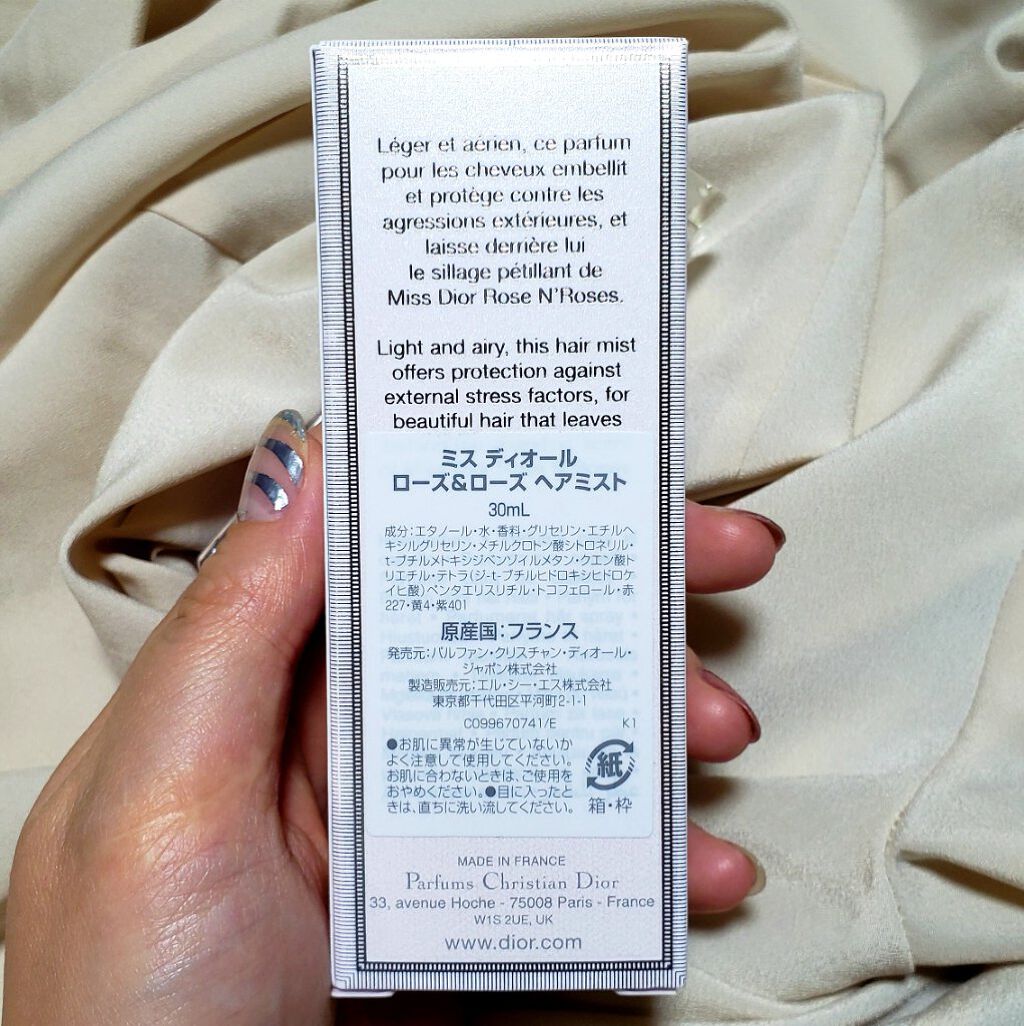 Léger et aérien, ce parfum
pour les cheveux embellit
et protège contre les
agressions extérieures, et
laisse derrière lui
le sillage pétillant de
Miss Dior Rose N'Roses.
Light and airy, this hair mist
offers protection against
external stress factors, for
beautiful hair that leaves
ミス ディオール
ローズ&ローズ ヘアミスト
30mL
成分:エタノール・水・香料・グリセリン・エチルヘ
キシルグリセリン・メチルクロトン酸シトロネリル・
t-ブチルメトキシジベンゾイルメタン・クエン酸ト
リエチル・テトラ(ジ-t-ブチルヒドロキシヒドロケ
イヒ酸)ペンタエリスリチル・トコフェロール・赤
227・黄4・紫401
原産国:フランス
発売元:パルファン・クリスチャン・ディオール・
ジャポン株式会社
製造販売元:エル・シー・エス株式会社
東京都千代田区平河町2-1-1
C099670741/E K1
●お肌に異常が生じていないか
よく注意して使用してください。
お肌に合わないときは、ご使用を
おやめください。●目に入ったと
きは、直ちに洗い流してください。
紙
箱・枠
MADE IN FRANCE
Parfums Christian Dior
33, avenue Hoche - 75008 Paris - France
W1S 2UE, UK
www.dior.com